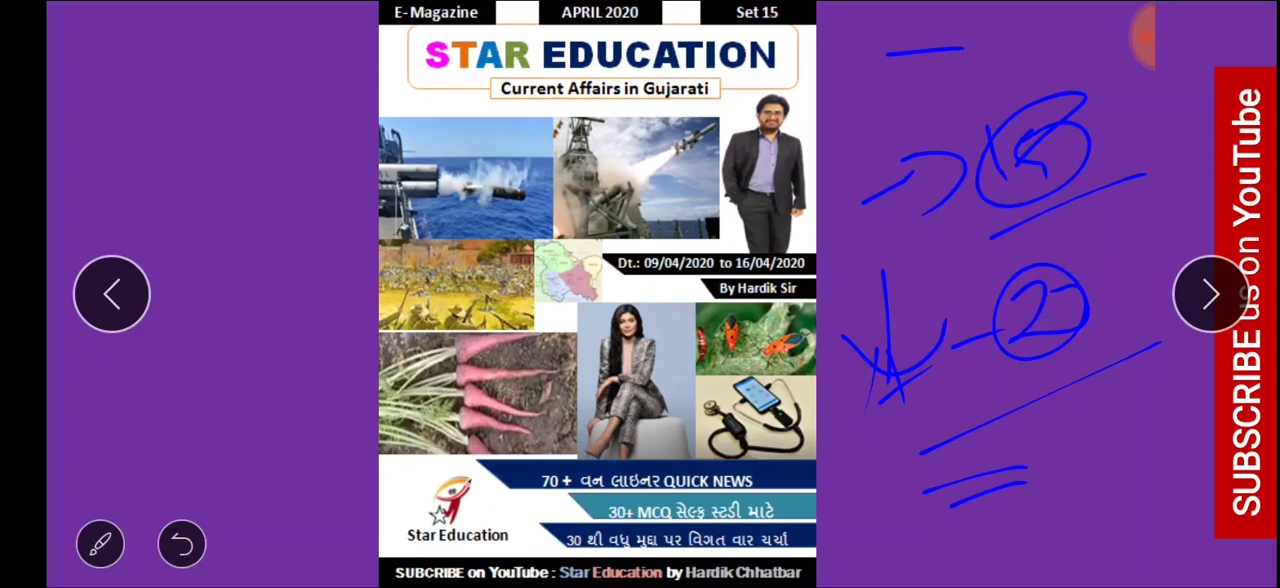 E- Magazine
APRIL 2020
Set 15
STAR EDUCATION
Current Affairs in Gujarati
Dt.: 09/04/2020 to 16/04/2020
By Hardik Sir
70 + વન લાઇનર QUICK NEWS
30+ MCQ સેલ્ફ સ્ટડી માટે
30 થી વધુ મુદ્દા પર વિગત વાર ચર્ચા
Star Education
SUBSCRIBE on YouTube : Star Education by Hardik Chhatbar
SUBSCRIBE us on YouTube